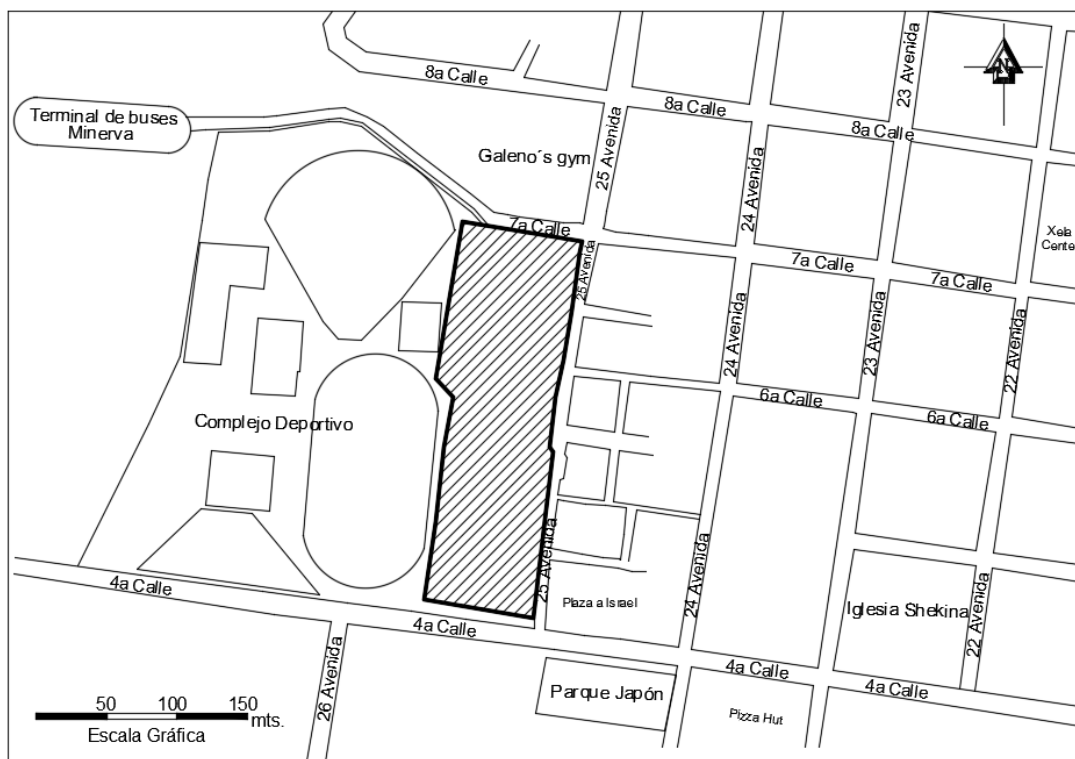 8a Calle
8a Calle
8a Calle
23 Avenida
N
Terminal de buses
Minerva
Galeno´s gym
25 Avenida
24 Avenida
Xela
Cente
7a Calle
25 Avenida
7a Calle
7a Calle
24 Avenida
23 Avenida
22 Avenida
6a Calle
6a Calle
Complejo Deportivo
25 Avenida
24 Avenida
22 Avenida
4a Calle
Plaza a Israel
Iglesia Shekina
4a Calle
4a Calle
4a Calle
26 Avenida
Parque Japón
Pizza Hut
50 100 150
mts.
Escala Gráfica